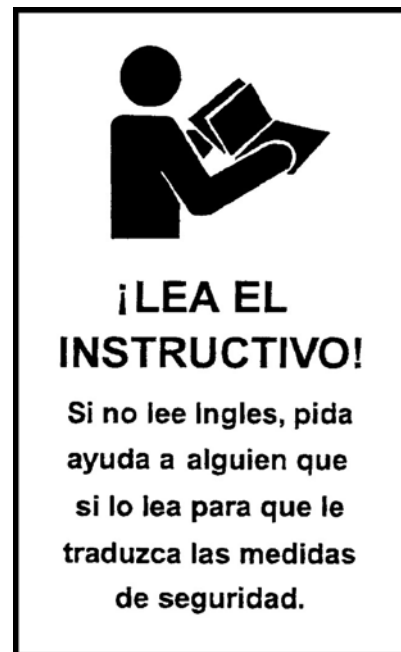 ¡LEA EL
INSTRUCTIVO!
Si no lee Ingles, pida
ayuda a alguien que
si lo lea para que le
traduzca las medidas
de seguridad.